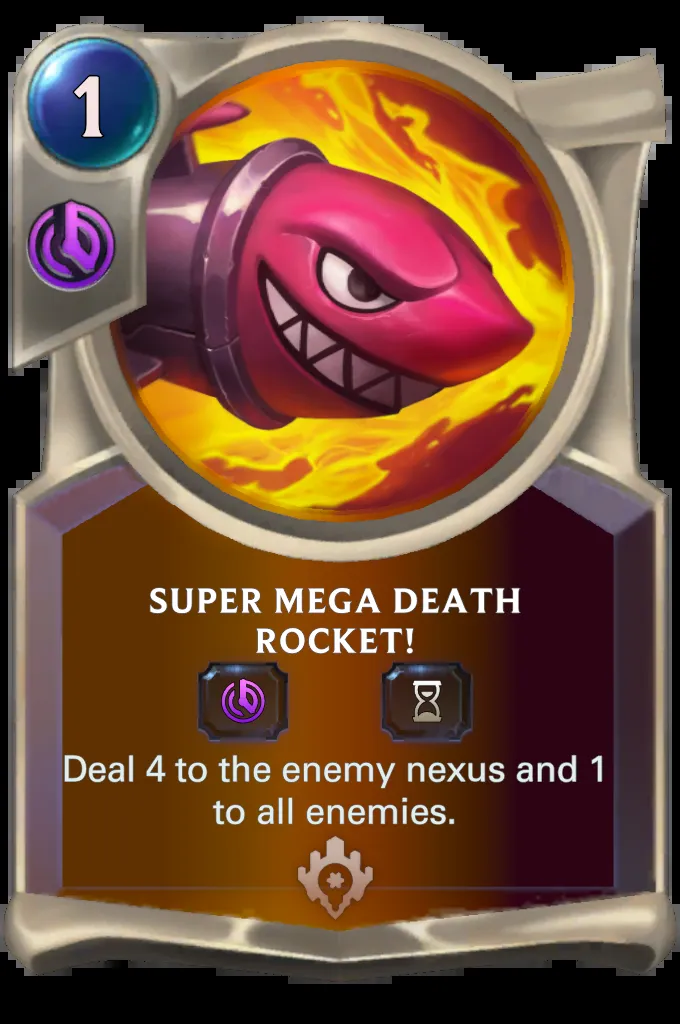 1
SUPER MEGA DEATH
ROCKET!
Deal 4 to the enemy nexus and 1
to all enemies.